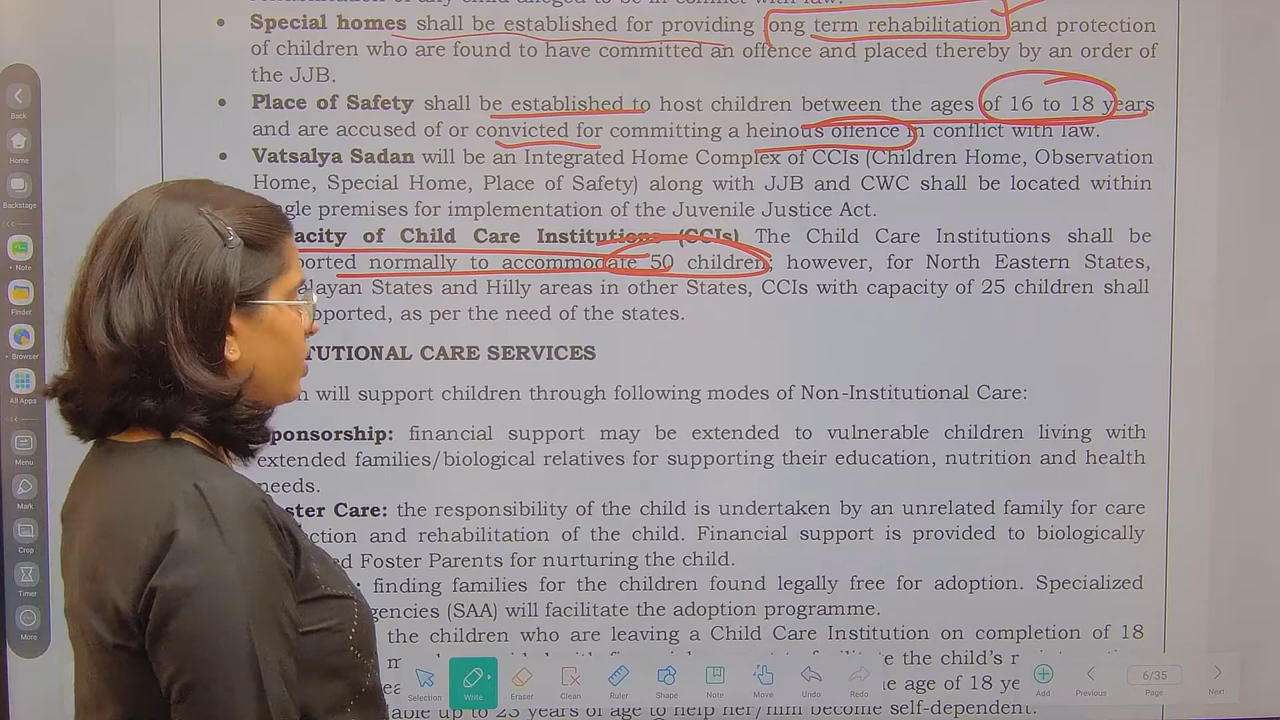 Special homes shall be established for providing long term rehabilitation and protection
of children who are found to have committed an offence and placed thereby by an order of
the JJB.
Place of Safety shall be established to host children between the ages of 16 to 18 years
and are accused of or convicted for committing a heinous offence in conflict with law.
Vatsalya Sadan will be an Integrated Home Complex of CCIs (Children Home, Observation
Home, Special Home, Place of Safety) along with JJB and CWC shall be located within
premises for implementation of the Juvenile Justice Act.
of Child Care Institutions (CCIs) The Child Care Institutions shall be
normally to accommodate 50 children; however, for North Eastern States,
States and Hilly areas in other States, CCIs with capacity of 25 children shall
as per the need of the states.
CARE SERVICES
will support children through following modes of Non-Institutional Care:
Sponsorship: financial support may be extended to vulnerable children living with
extended families/biological relatives for supporting their education, nutrition and health
needs.
Care: the responsibility of the child is undertaken by an unrelated family for care
and rehabilitation of the child. Financial support is provided to biologically
Foster Parents for nurturing the child.
finding families for the children found legally free for adoption. Specialized
(SAA) will facilitate the adoption programme.
the children who are leaving a Child Care Institution on completion of 18
the child's
age of 18
up to 23 years of age to help her/him become self-dependent.
Back
Home
Backstage
Note
Finder
Browser
All Apps
Menu
Mark
Crop
Timer
More
Selection
Write
Eraser
Clean
Ruler
Shape
Note
Move
Undo
Redo
Add
Previous
6/35
Page
Next